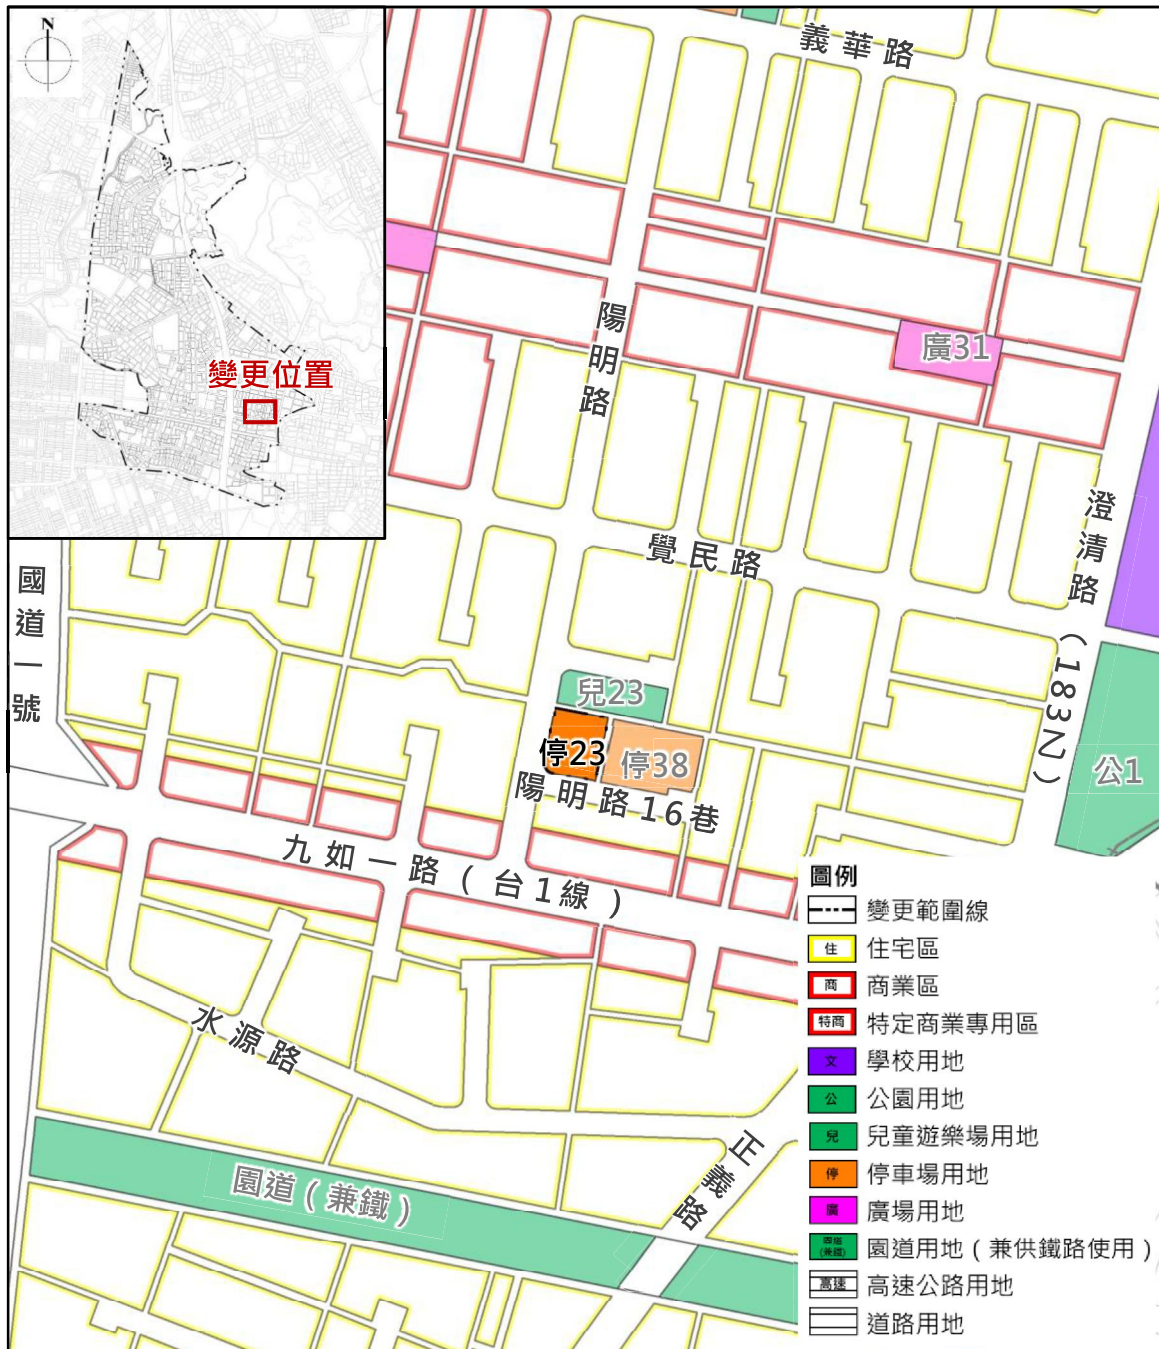 N
變更位置
義華路
陽明路
廣31
澄清路（183乙）
覺民路
國道一號
兒23
停23
停38
公1
陽明路16巷
九如一路（台1線）
水源路
正義路
園道（兼鐵）
圖例
變更範圍線
住 住宅區
商 商業區
特商 特定商業專用區
文 學校用地
公 公園用地
兒 兒童遊樂場用地
停 停車場用地
廣 廣場用地
園道(兼鐵) 園道用地（兼供鐵路使用）
高速 高速公路用地
道路用地